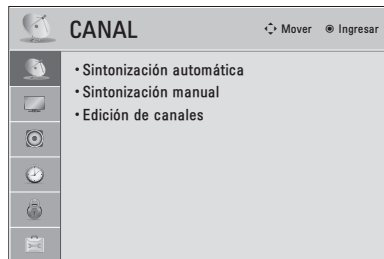 CANAL
Mover Ingresar
• Sintonización automática
• Sintonización manual
• Edición de canales